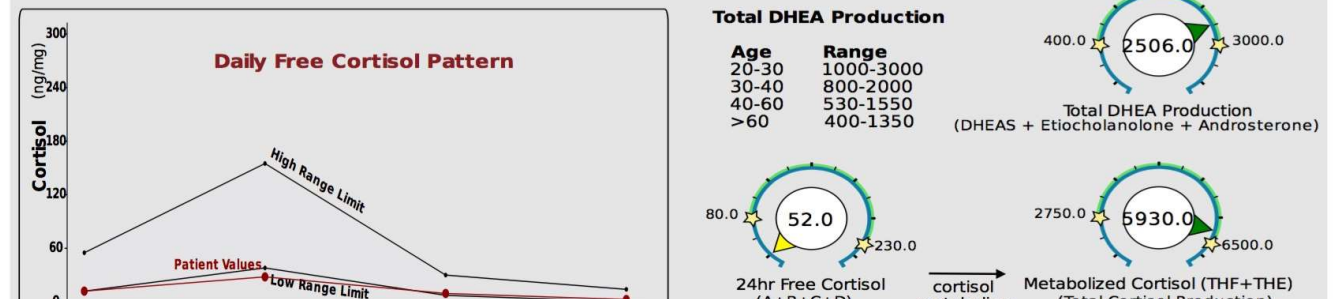 300
(ng/mg)
240
180
Cortisol
120
60
Daily Free Cortisol Pattern
High Range Limit
Patient Values
Low Range Limit
Total DHEA Production
Age Range
20-30 1000-3000
30-40 800-2000
40-60 530-1550
>60 400-1350
400.0 2506.0 3000.0
Total DHEA Production
(DHEAS + Etiocholanolone + Androsterone)
80.0 52.0 230.0
24hr Free Cortisol
(A+B+C+D)
cortisol
2750.0 5930.0 6500.0
Metabolized Cortisol (THF+THE)
(Total Cortisol Production)